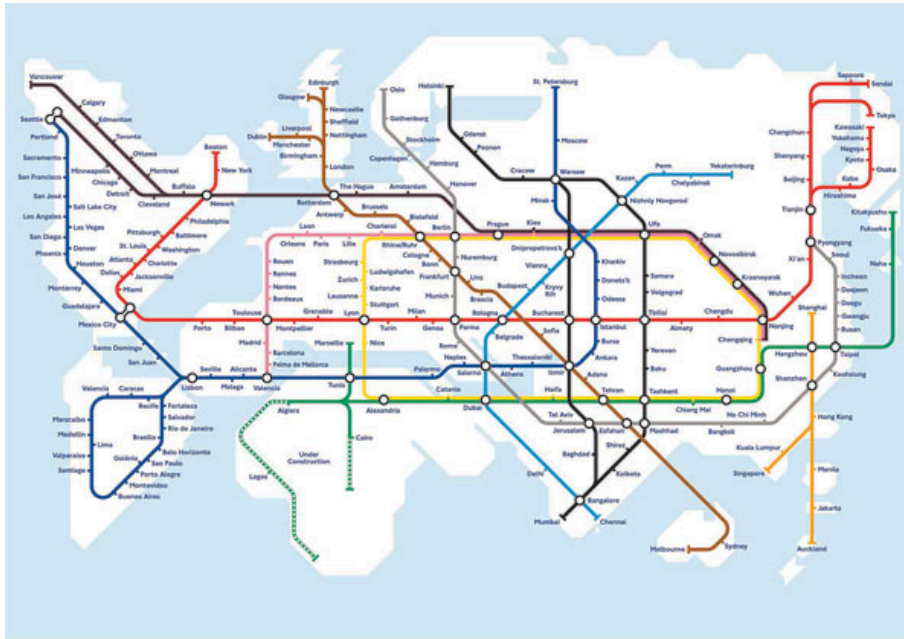 Vancouver
Calgary
Edmonton
Seattle
Toronto
Portland
Ottawa
Boston
Sacramento
Minneapolis
Montreal
New York
San Francisco
Chicago
Detroit
Buffalo
Cleveland
Newark
San José
Salt Lake City
Los Angeles
Las Vegas
San Diego
Denver
Phoenix
Houston
Monterrey
Guadalajara
Mexico City
Philadelphia
Pittsburgh
Baltimore
St. Louis
Washington
Atlanta
Charlotte
Dallas
Jacksonville
Miami
Santo Domingo
San Juan
Valencia
Caracas
Recife
Fortaleza
Salvador
Rio de Janeiro
Maracaibo
Medellin
Lima
Brasilia
Valparaiso
Goiânia
Belo Horizonte
Sao Paulo
Santiago
Porto Alegre
Montevideo
Buenos Aires
Edinburgh
Glasgow
Newcastle
Sheffield
Liverpool
Nottingham
Dublin
Manchester
Birmingham
London
The Hague
Amsterdam
Rotterdam
Antwerp
Brussels
Bielefeld
Rhine/Ruhr
Cologne
Bonn
Frankfurt
Linz
Brescia
Oslo
Gothenburg
Stockholm
Copenhagen
Hamburg
Hanover
Berlin
Nuremburg
Munich
Parma
Rome
Helsinki
Gdansk
Poznan
Cracow
Warsaw
St. Petersburg
Moscow
Minsk
Kazan
Perm
Yekaterinburg
Chelyabinsk
Nishniy Nongorod
Prague
Kiev
Ufa
Omsk
Novosibirsk
Krasnoyarsk
Dnipropetrovs'k
Vienna
Budapest
Kryvy
Rih
Kharkiv
Donets'k
Odessa
Samara
Volgograd
Laon
Charleroi
Orleans
Paris
Lille
Rouen
Rennes
Nantes
Bordeaux
Strasbourg
Zurich
Lausanne
Ludwigshafen
Karlsruhe
Stuttgart
Porto
Bilbao
Toulouse
Montpellier
Grenoble
Lyon
Turin
Milan
Genoa
Bologna
Belgrade
Bucharest
Sofia
Istanbul
Bursa
Ankara
Tbilisi
Yerevan
Baku
Almaty
Chengdu
Nanjing
Wuhan
Chongqing
Madrid
Barcelona
Palma de Mallorca
Nice
Marseille
Lisbon
Sevilla
Malaga
Alicante
Valencia
Tunis
Palermo
Naples
Salerno
Athens
Thessaloniki
Izmir
Adana
Algiers
Alexandria
Catania
Dubai
Haifa
Tehran
Tashkent
Hanoi
Chiang Mai
Ho Chi Minh
Bangkok
Guangzhou
Cairo
Under
Construction
Lagos
Tel Aviv
Jerusalem
Esfahan
Mashhad
Shiraz
Baghdad
Kolkota
Delhi
Bangalore
Mumbai
Chennai
Melbourne
Sydney
Sapporo
Sendai
Tokyo
Changchun
Shenyang
Beijing
Tianjin
Kawasaki
Yokohama
Nagoya
Kyoto
Osaka
Kobe
Hiroshima
Kitakyushu
Fukuoka
Naha
Pyongyang
Seoul
Xi'an
Incheon
Daejeon
Daegu
Gwangju
Busan
Shanghai
Hangzhou
Taipei
Kaohsiung
Shenzhen
Hong Kong
Kuala Lumpur
Singapore
Manila
Jakarta
Auckland